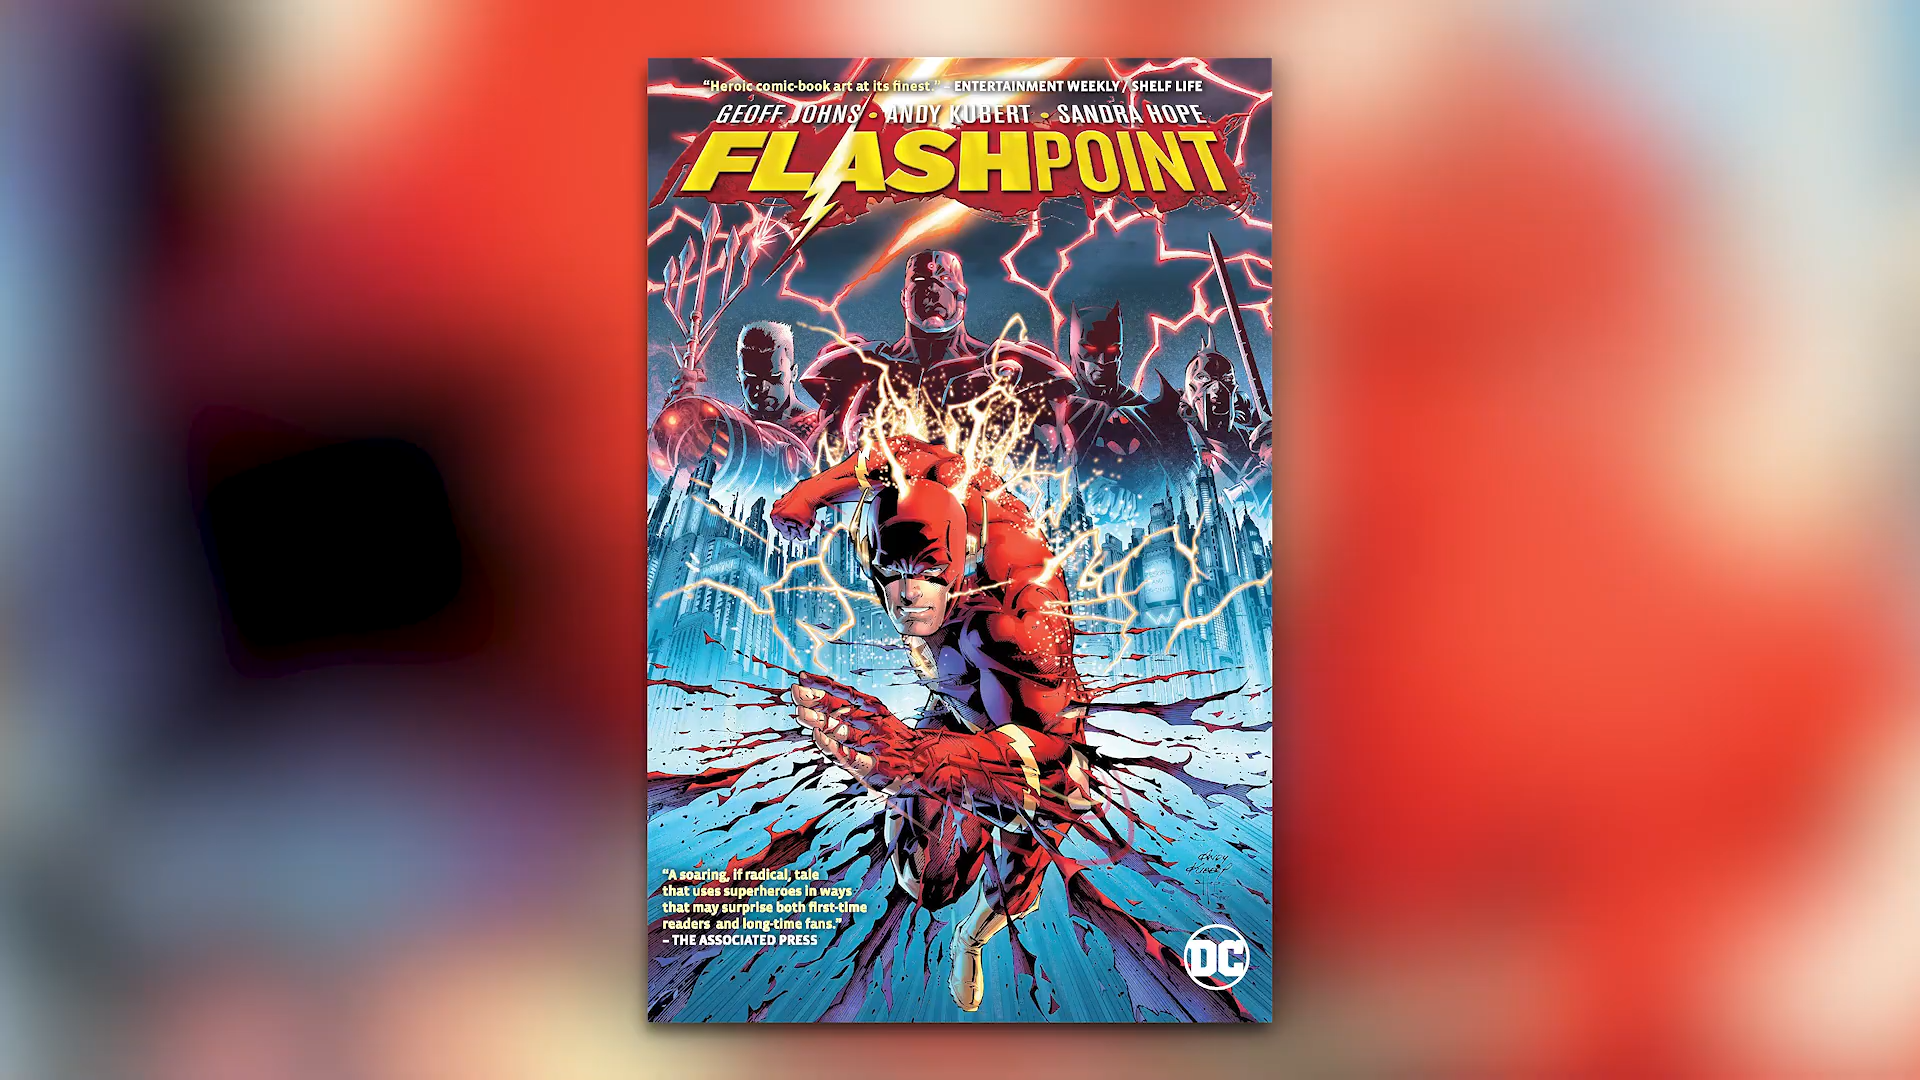 “Heroic comic-book art at its finest.” – ENTERTAINMENT WEEKLY / SHELF LIFE
GEOFF JOHNS • ANDY KUBERT • SANDRA HOPE
FLASHPOINT
ANDY
KUBERT
“A soaring, if radical, tale
that uses superheroes in ways
that may surprise both first-time
readers and long-time fans.”
– THE ASSOCIATED PRESS
DC